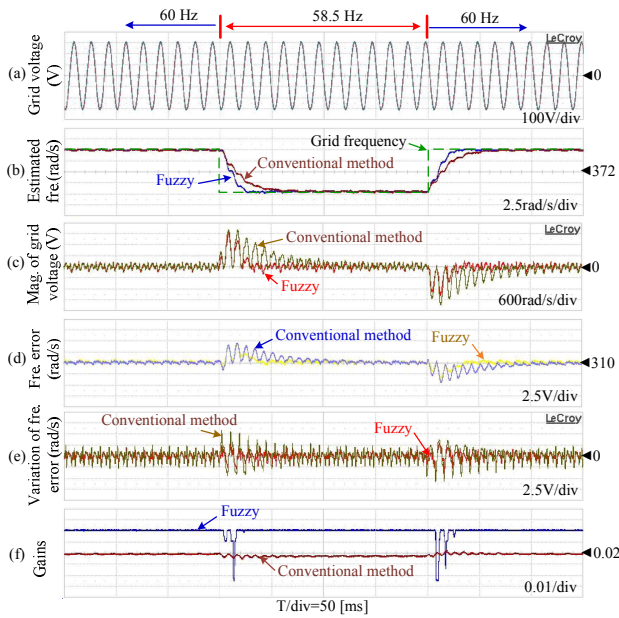 60 Hz
58.5 Hz
60 Hz
LeCroy
(a)
Grid voltage
(V)
0
100V/div
(b)
Estimated
fre.(rad/s)
Grid frequency
Conventional method
Fuzzy
372
2.5rad/s/div
(c)
Mag. of grid
voltage (V)
LeCroy
Conventional method
Fuzzy
0
600rad/s/div
(d)
Fre. error
(rad/s)
Conventional method
Fuzzy
310
2.5V/div
(e)
Variation of fre.
error (rad/s)
LeCroy
Conventional method
Fuzzy
0
2.5V/div
(f)
Gains
Fuzzy
Conventional method
0.02
0.01/div
T/div=50 [ms]